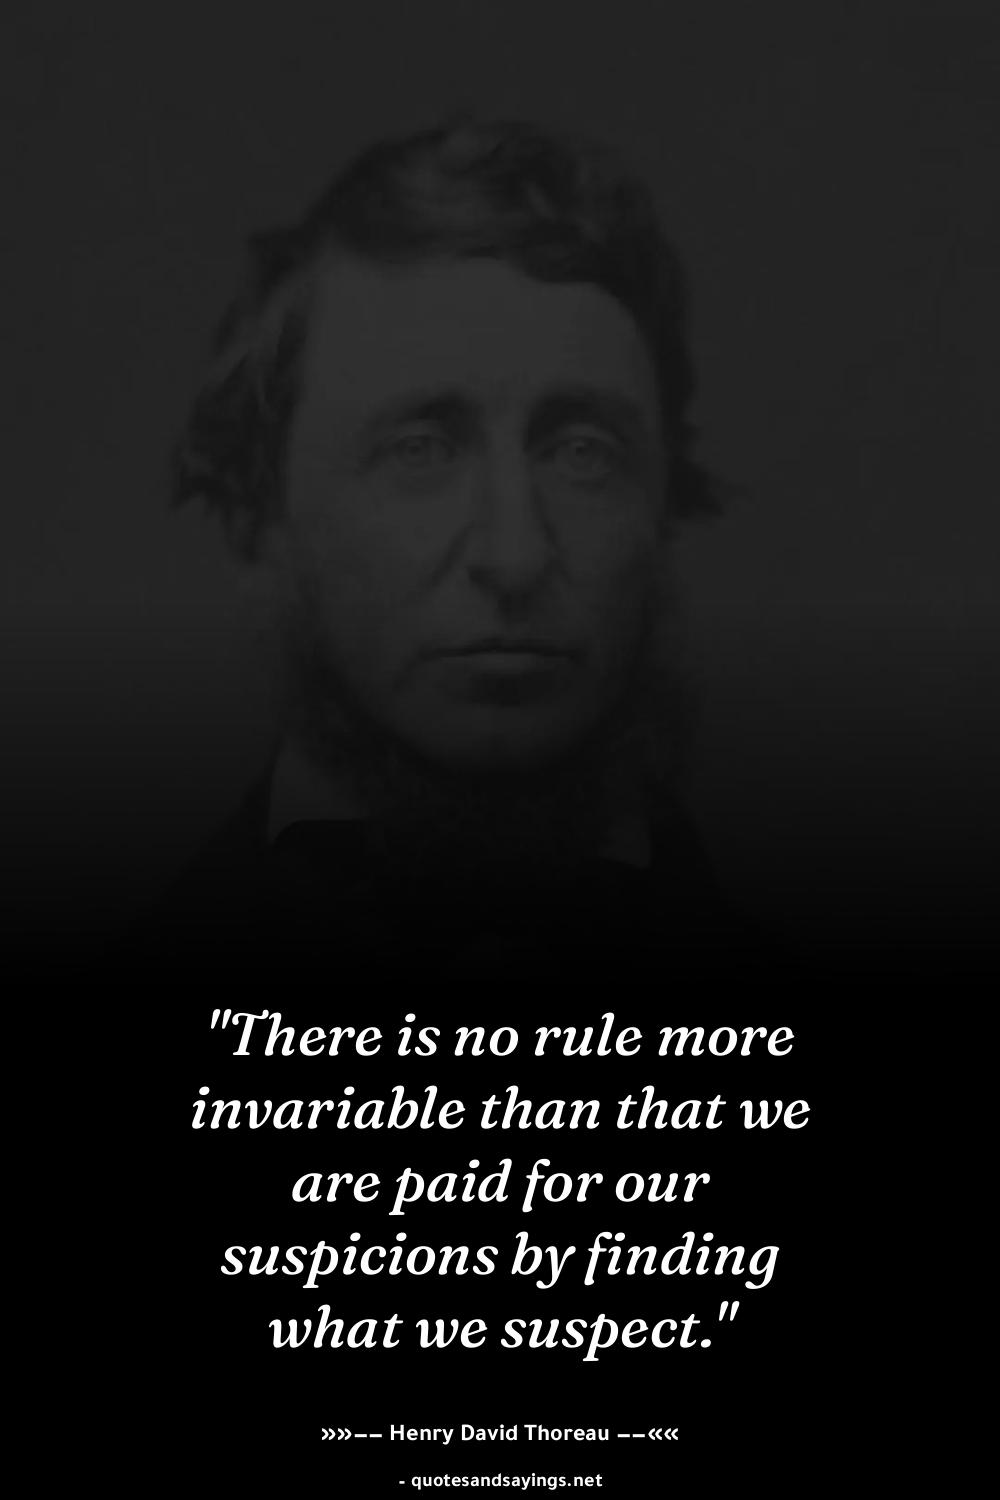 "There is no rule more
invariable than that we
are paid for our
suspicions by finding
what we suspect."
»»−− Henry David Thoreau −−««
- quotesandsayings.net